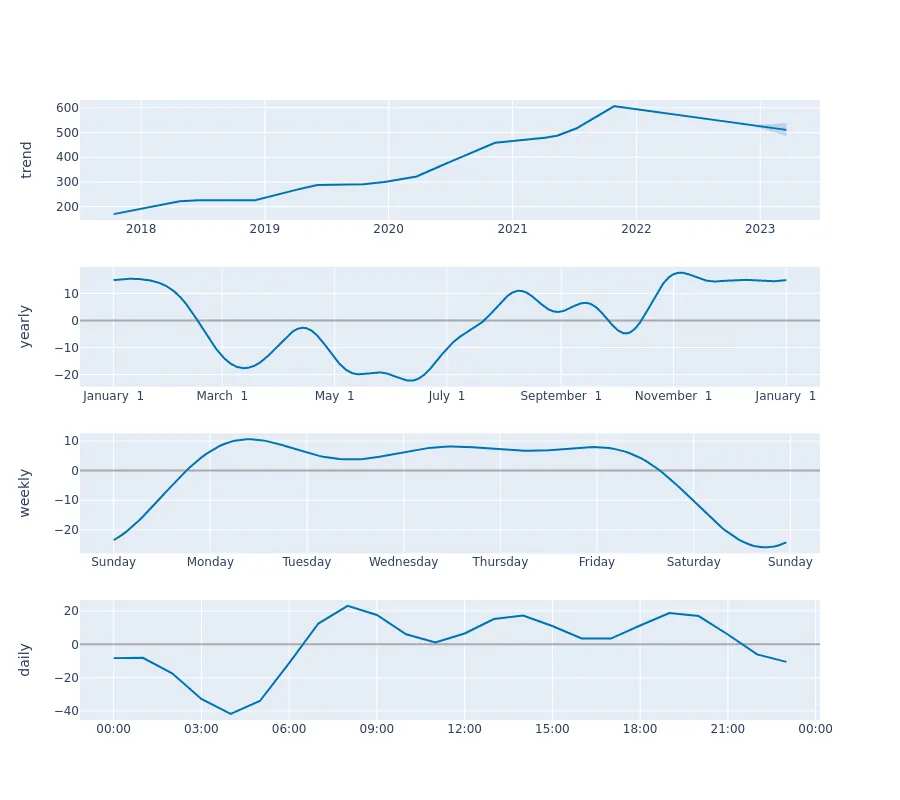 trend
600
500
400
300
200
2018 2019 2020 2021 2022 2023
yearly
10
0
−10
−20
January 1 March 1 May 1 July 1 September 1 November 1 January 1
weekly
10
0
−10
−20
Sunday Monday Tuesday Wednesday Thursday Friday Saturday Sunday
daily
20
0
−20
−40
00:00 03:00 06:00 09:00 12:00 15:00 18:00 21:00 00:00